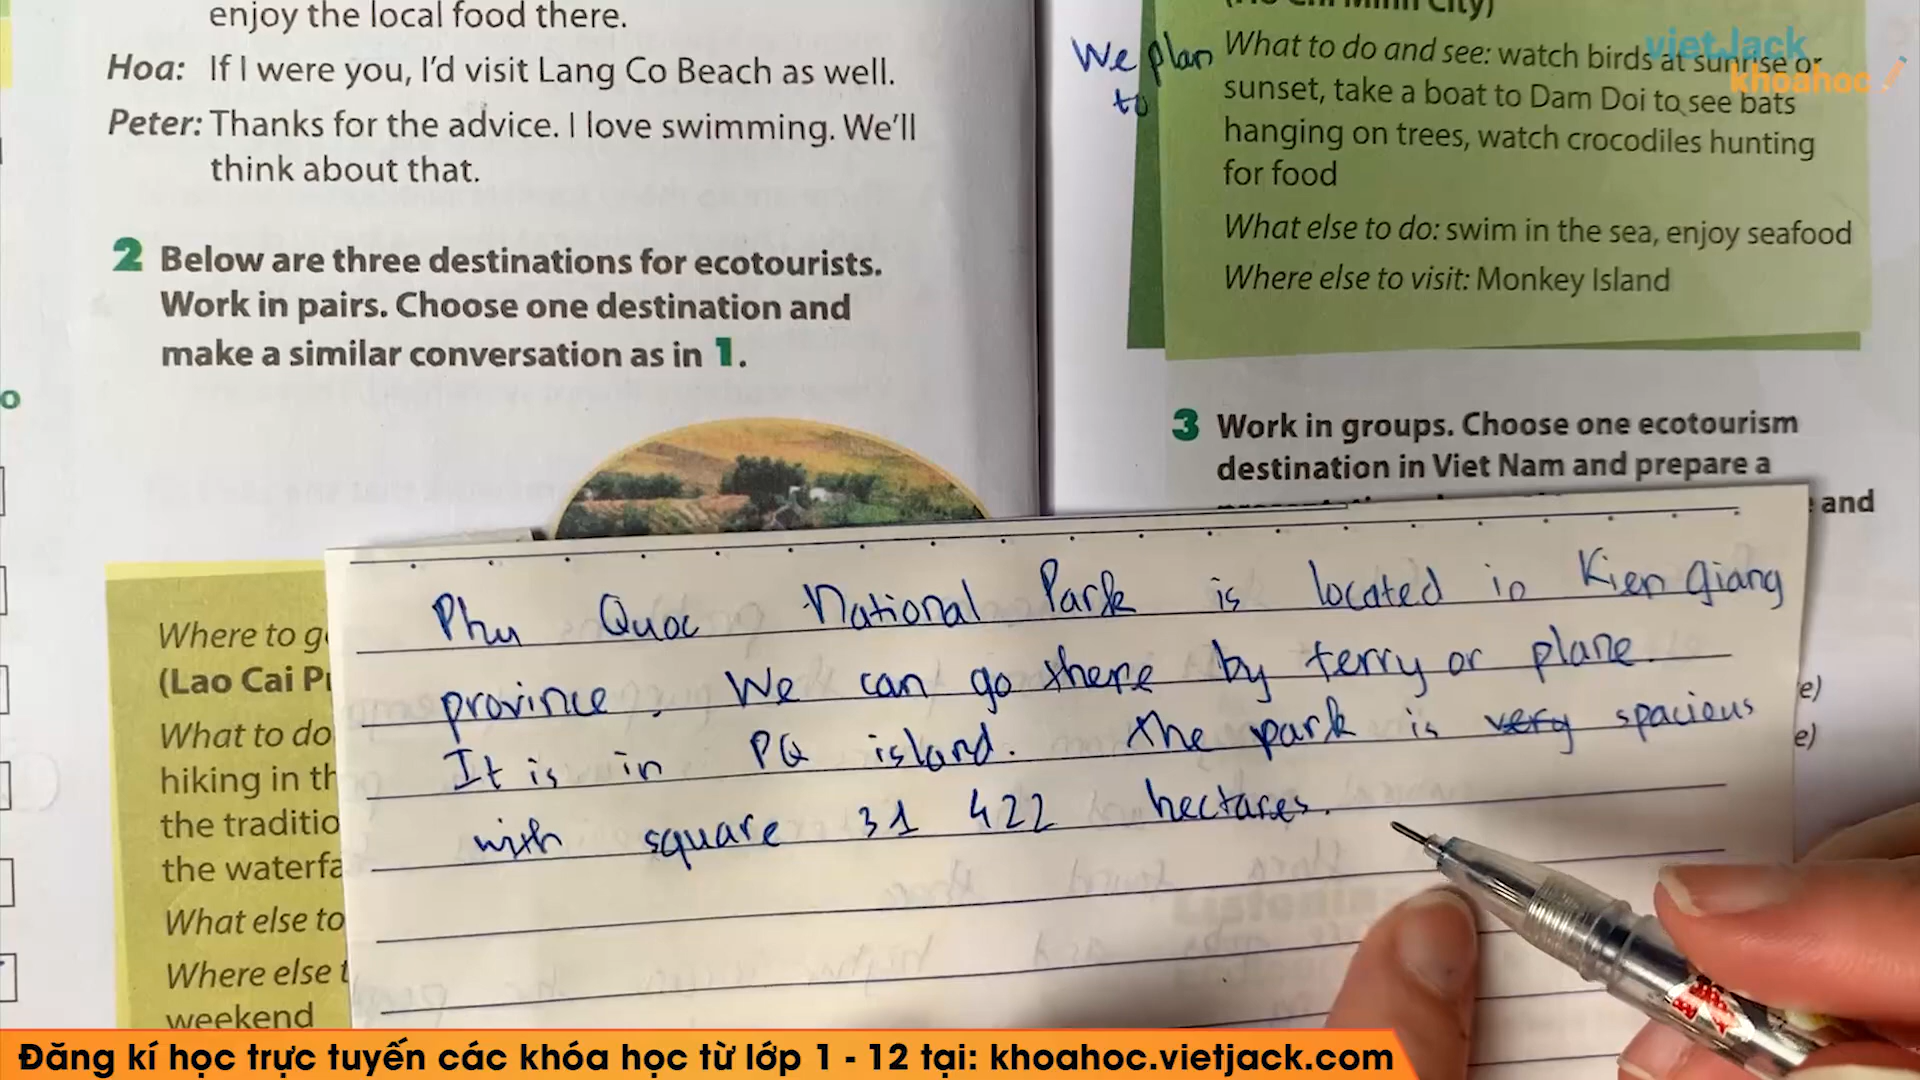 enjoy the local food there.
Hoa: If I were you, I'd visit Lang Co Beach as well.
Peter: Thanks for the advice. I love swimming. We'll
think about that.
2 Below are three destinations for ecotourists.
Work in pairs. Choose one destination and
make a similar conversation as in 1.
Where to g
(Lao Cai P
What to do
hiking in th
the traditio
the waterfa
What else to
Where else t
weekend
We plan
to
What to do and see: watch birds at sunrise or
sunset, take a boat to Dam Doi to see bats
hanging on trees, watch crocodiles hunting
for food
What else to do: swim in the sea, enjoy seafood
Where else to visit: Monkey Island
vietJack
khoahoc
3 Work in groups. Choose one ecotourism
destination in Viet Nam and prepare a
and
e)
e)
Phu Quoc National Park is located in Kien Giang
province. We can go there by ferry or plane.
It is in PQ island. The park is very spacious
with square 31 422 hectares.
Đăng kí học trực tuyến các khóa học từ lớp 1 - 12 tại: khoahoc.vietjack.com